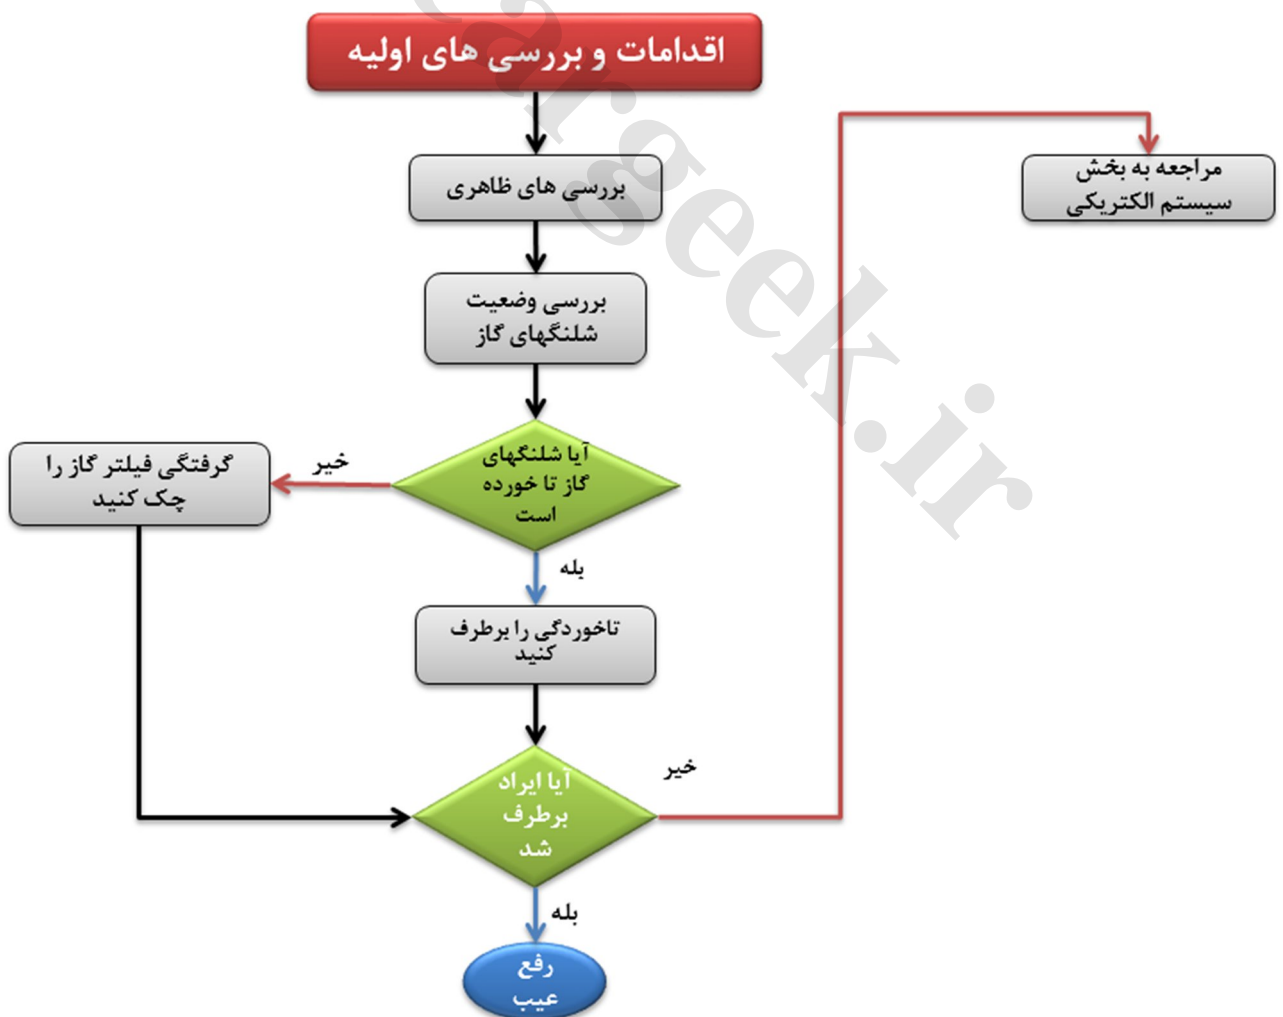 اقدامات و بررسی های اولیه
بررسی های ظاهری
مراجعه به بخش
سیستم الکتریکی
بررسی وضعیت
شلنگهای گاز
آیا شلنگهای
گاز تا خورده
است
خیر
گرفتگی فیلتر گاز را
چک کنید
بله
تاخوردگی را برطرف
کنید
آیا ایراد
برطرف
شد
خیر
بله
رفع
عیب
argeek.ir